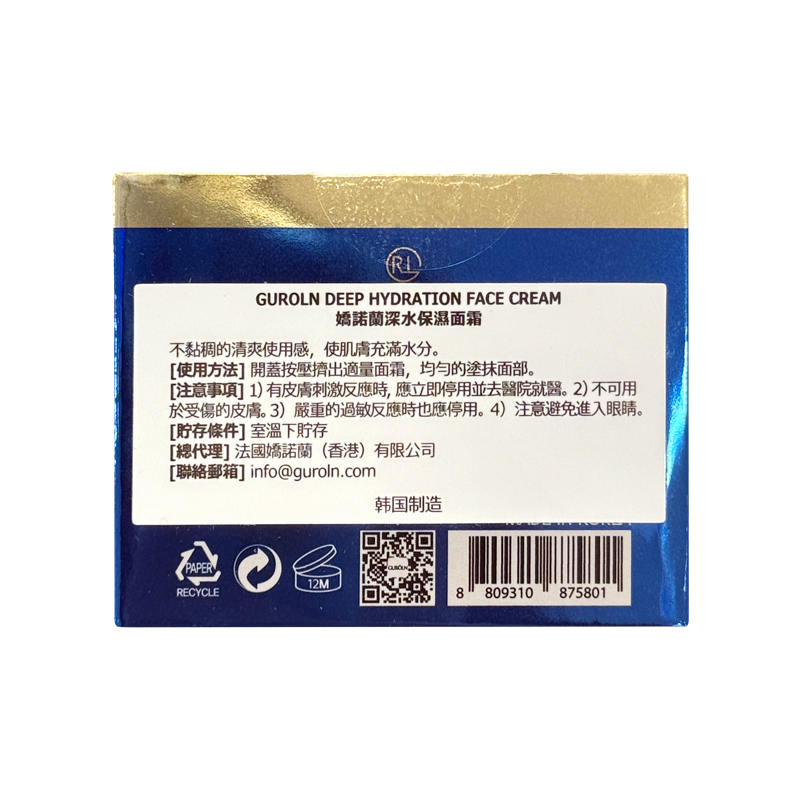 RL
GUROLN DEEP HYDRATION FACE CREAM
嬌諾蘭深水保濕面霜
不黏稠的清爽使用感，使肌膚充滿水分。
[使用方法] 開蓋按壓擠出適量面霜，均勻的塗抹面部。
[注意事項] 1) 有皮膚刺激反應時, 應立即停用並去醫院就醫。2) 不可用
於受傷的皮膚。3） 嚴重的過敏反應時也應停用。4） 注意避免進入眼睛。
[貯存條件] 室溫下貯存
[總代理] 法國嬌諾蘭（香港）有限公司
[聯絡郵箱] info@guroln.com
韩国制造
MADE IN KOREA
PAPER
RECYCLE
12M
GUROLN
8 809310 875801